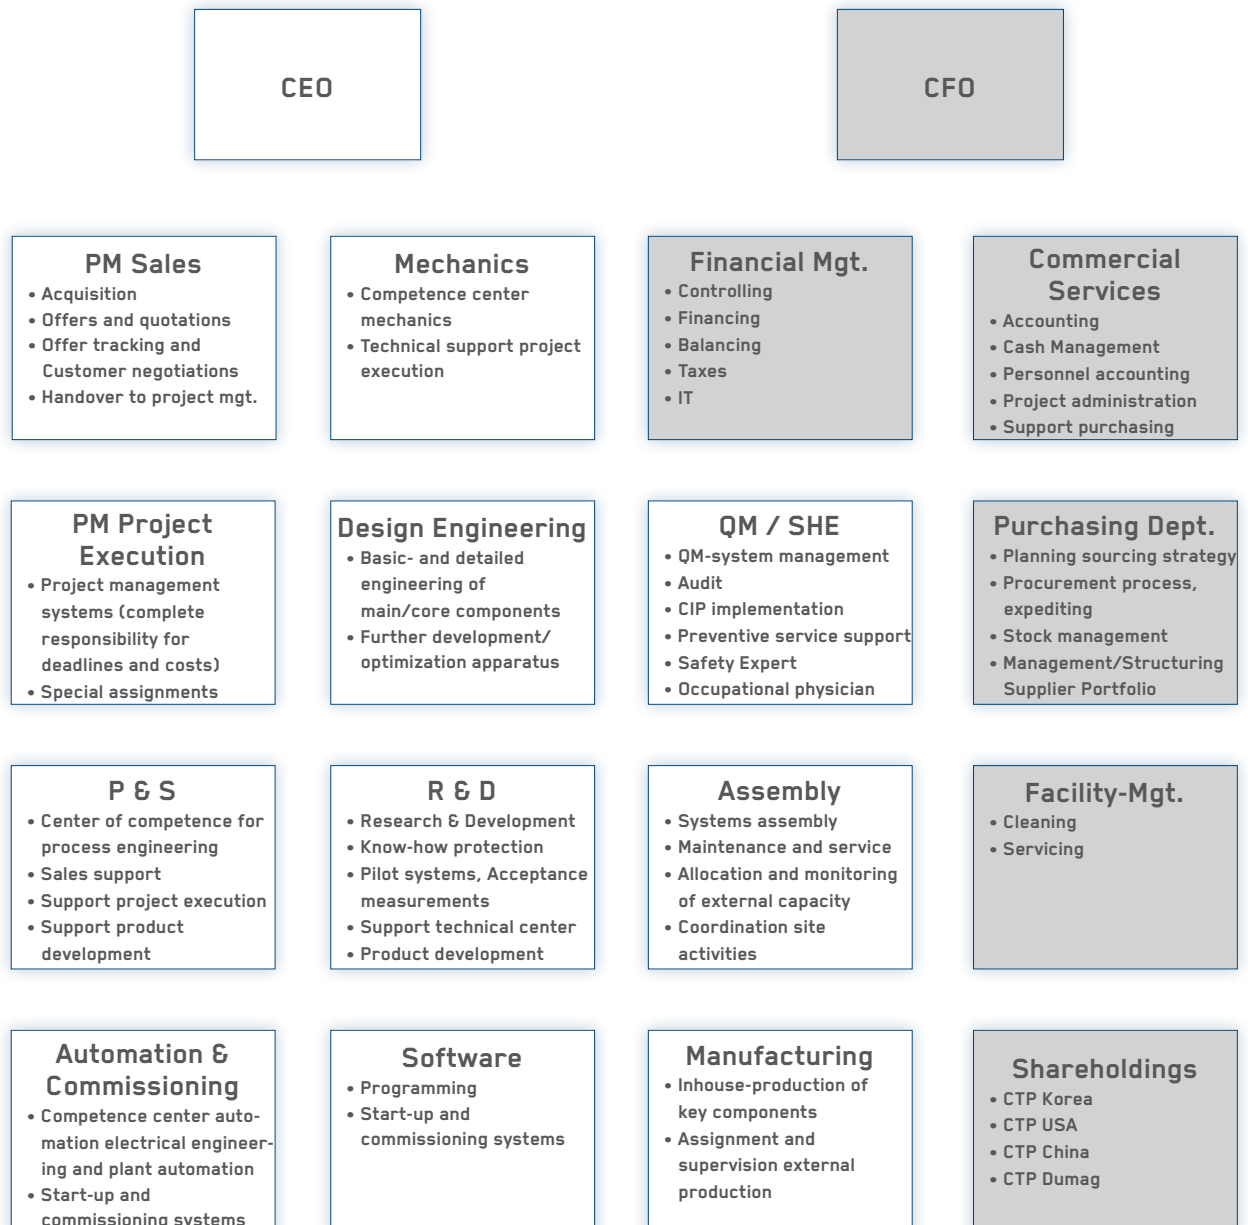 CEO
CFO
PM Sales
• Acquisition
• Offers and quotations
• Offer tracking and
Customer negotiations
• Handover to project mgt.
Mechanics
• Competence center
mechanics
• Technical support project
execution
Financial Mgt.
• Controlling
• Financing
• Balancing
• Taxes
• IT
Commercial
Services
• Accounting
• Cash Management
• Personnel accounting
• Project administration
• Support purchasing
PM Project
Execution
• Project management
systems (complete
responsibility for
deadlines and costs)
• Special assignments
Design Engineering
• Basic- and detailed
engineering of
main/core components
• Further development/
optimization apparatus
QM / SHE
• QM-system management
• Audit
• CIP implementation
• Preventive service support
• Safety Expert
• Occupational physician
Purchasing Dept.
• Planning sourcing strategy
• Procurement process,
expediting
• Stock management
• Management/Structuring
Supplier Portfolio
P & S
• Center of competence for
process engineering
• Sales support
• Support project execution
• Support product
development
R & D
• Research & Development
• Know-how protection
• Pilot systems, Acceptance
measurements
• Support technical center
• Product development
Assembly
• Systems assembly
• Maintenance and service
• Allocation and monitoring
of external capacity
• Coordination site
activities
Facility-Mgt.
• Cleaning
• Servicing
Automation &
Commissioning
• Competence center auto-
mation electrical engineer-
ing and plant automation
• Start-up and
commissioning systems
Software
• Programming
• Start-up and
commissioning systems
Manufacturing
• Inhouse-production of
key components
• Assignment and
supervision external
production
Shareholdings
• CTP Korea
• CTP USA
• CTP China
• CTP Dumag